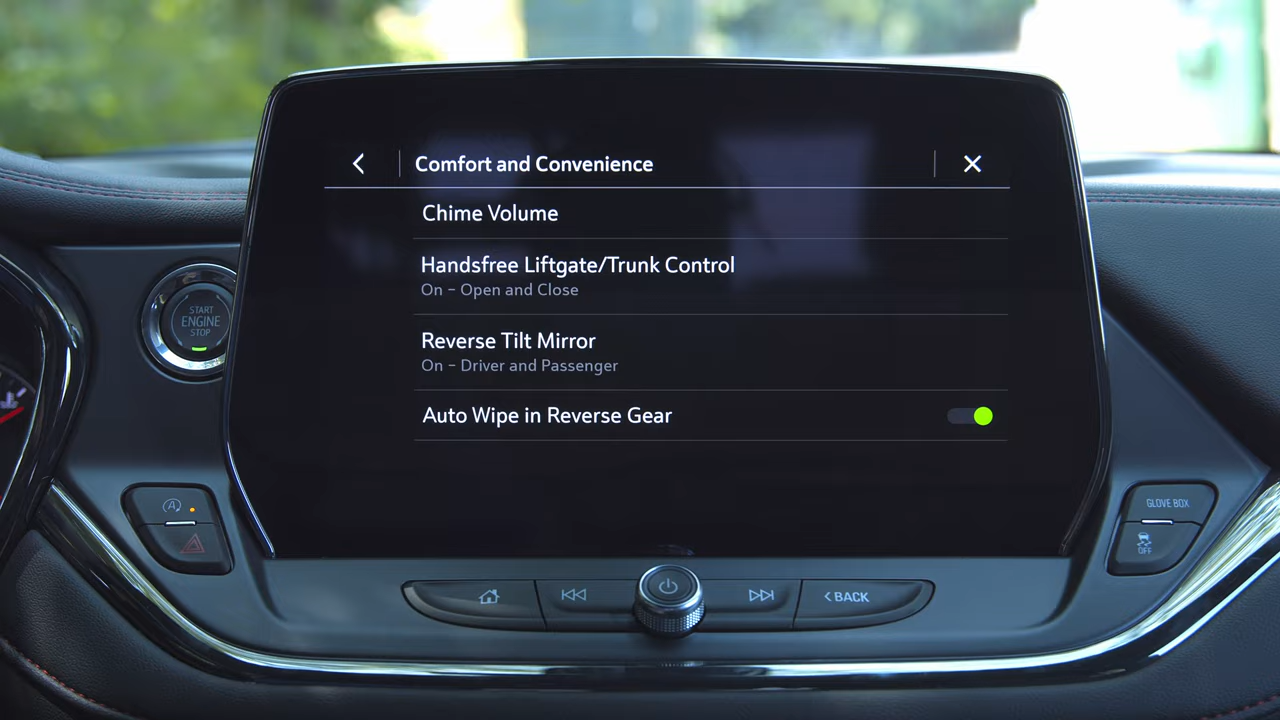 Comfort and Convenience
Chime Volume
Handsfree Liftgate/Trunk Control
On – Open and Close
Reverse Tilt Mirror
On – Driver and Passenger
Auto Wipe in Reverse Gear
START
ENGINE
STOP
A
GLOVE BOX
OFF
BACK